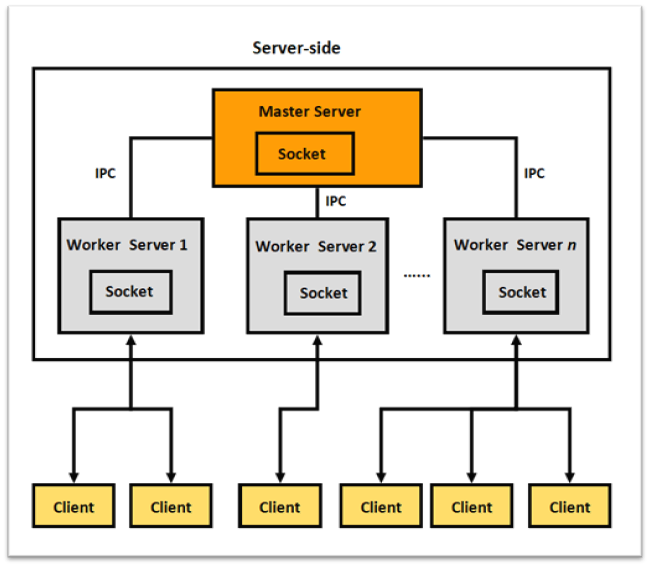 Server-side
Master Server
Socket
IPC
IPC
IPC
Worker Server 1
Worker Server 2
Worker Server n
Socket
Socket
......
Socket
Client
Client
Client
Client
Client
Client